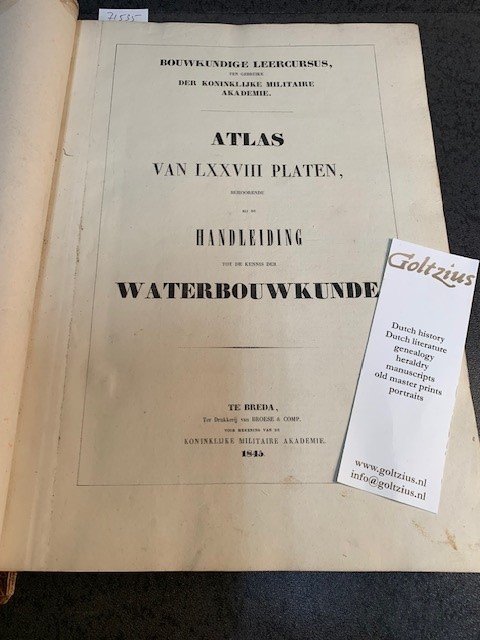 71535
BOUWKUNDIGE LEERCURSUS,
TEN GEBRUIKE
DER KONINKLIJKE MILITAIRE
AKADEMIE.
ATLAS
VAN LXXVIII PLATEN,
BEHOORENDE
BIJ DE
HANDLEIDING
TOT DE KENNIS DER
WATERBOUWKUNDE
TE BREDA,
Ter Drukkerij van BROESE & COMP.
VOOR REKENING VAN DE
KONINKLIJKE MILITAIRE AKADEMIE.
1845.
Goltzius
Dutch history
Dutch literature
genealogy
heraldry
manuscripts
old master prints
portraits
www.goltzius.nl
info@goltzius.nl